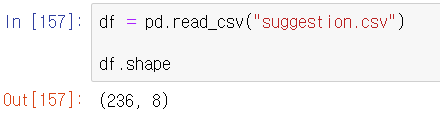 In [157]: df = pd.read_csv("suggestion.csv")
df.shape
Out[157]: (236, 8)